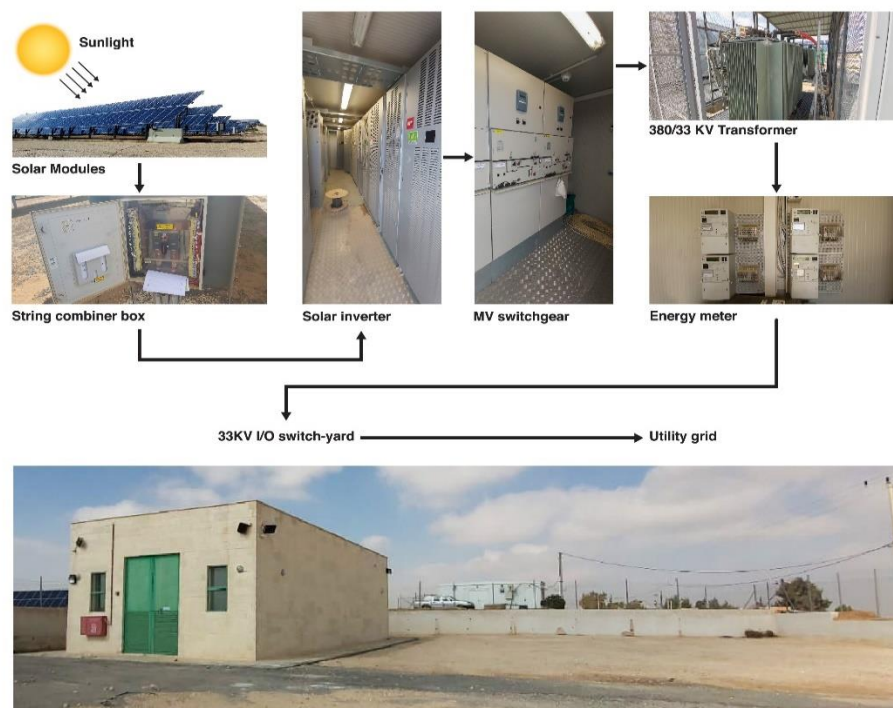 Sunlight
Solar Modules
String combiner box
Solar inverter
MV switchgear
380/33 KV Transformer
Energy meter
33KV I/O switch-yard
Utility grid